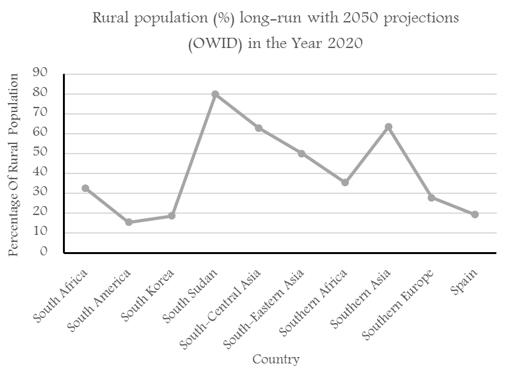 Rural population (%) long-run with 2050 projections
(OWID) in the Year 2020
Percentage Of Rural Population
90
80
70
60
50
40
30
20
10
0
South Africa
South America
South Korea
South Sudan
South-Central Asia
South-Eastern Asia
Southern Africa
Southern Asia
Southern Europe
Spain
Country